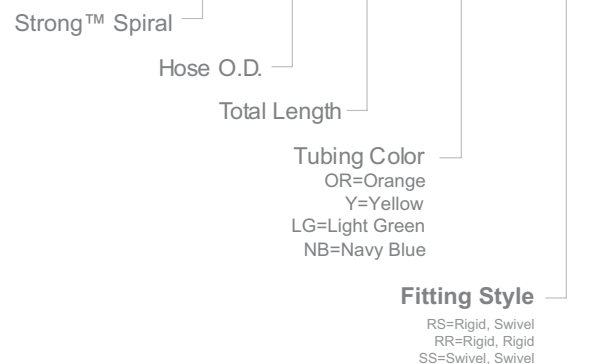 Strong™ Spiral
Hose O.D.
Total Length
Tubing Color
OR=Orange
Y=Yellow
LG=Light Green
NB=Navy Blue
Fitting Style
RS=Rigid, Swivel
RR=Rigid, Rigid
SS=Swivel, Swivel